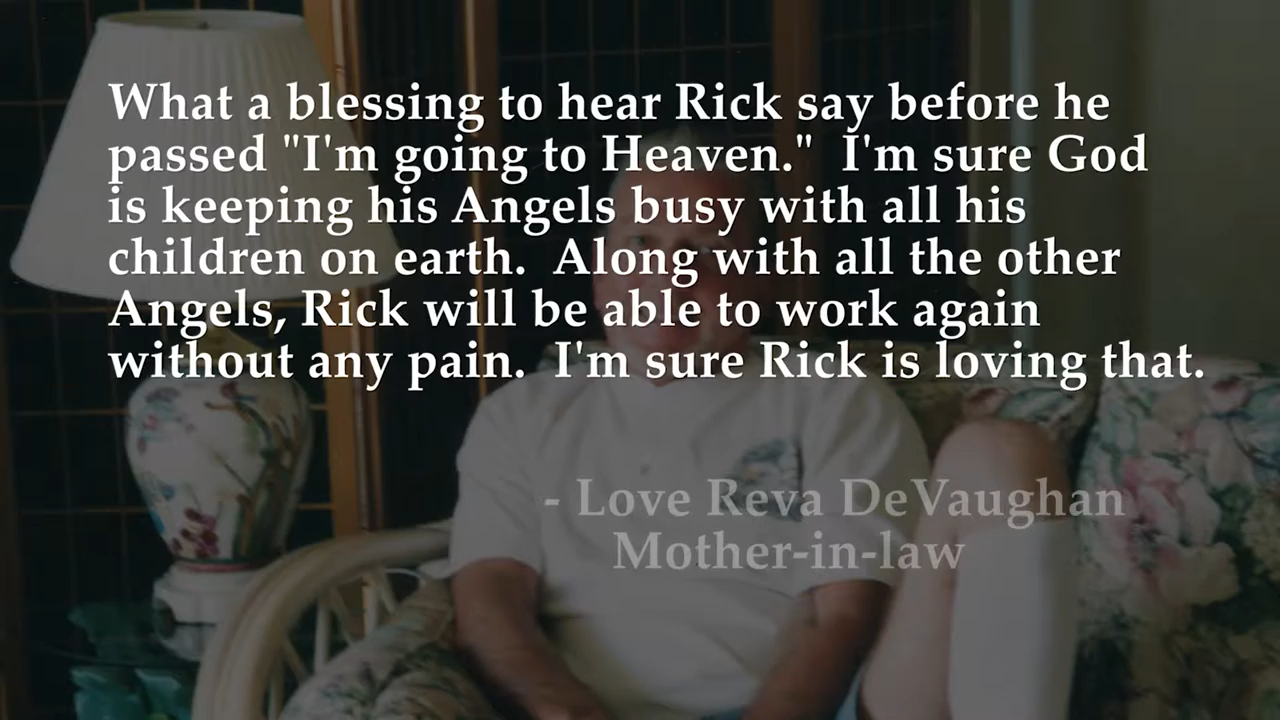 What a blessing to hear Rick say before he
passed "I'm going to Heaven."  I'm sure God
is keeping his Angels busy with all his
children on earth.  Along with all the other
Angels, Rick will be able to work again
without any pain.  I'm sure Rick is loving that.
- Love Reva DeVaughan
Mother-in-law